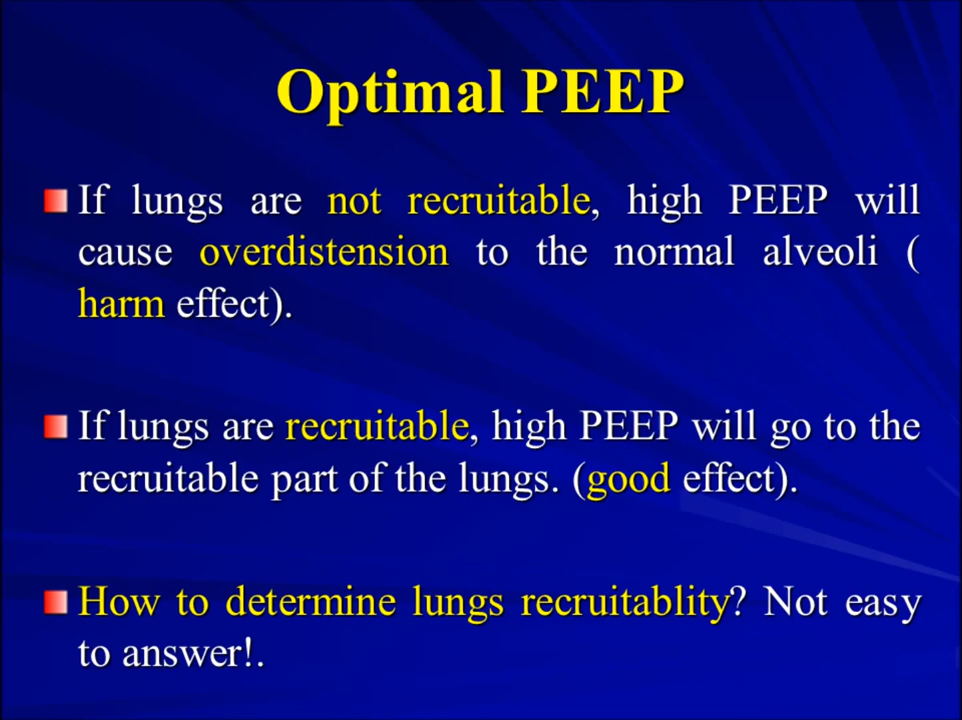 Optimal PEEP
If lungs are not recruitable, high PEEP will
cause overdistension to the normal alveoli (
harm effect).
If lungs are recruitable, high PEEP will go to the
recruitable part of the lungs. (good effect).
How to determine lungs recruitablity? Not easy
to answer!.